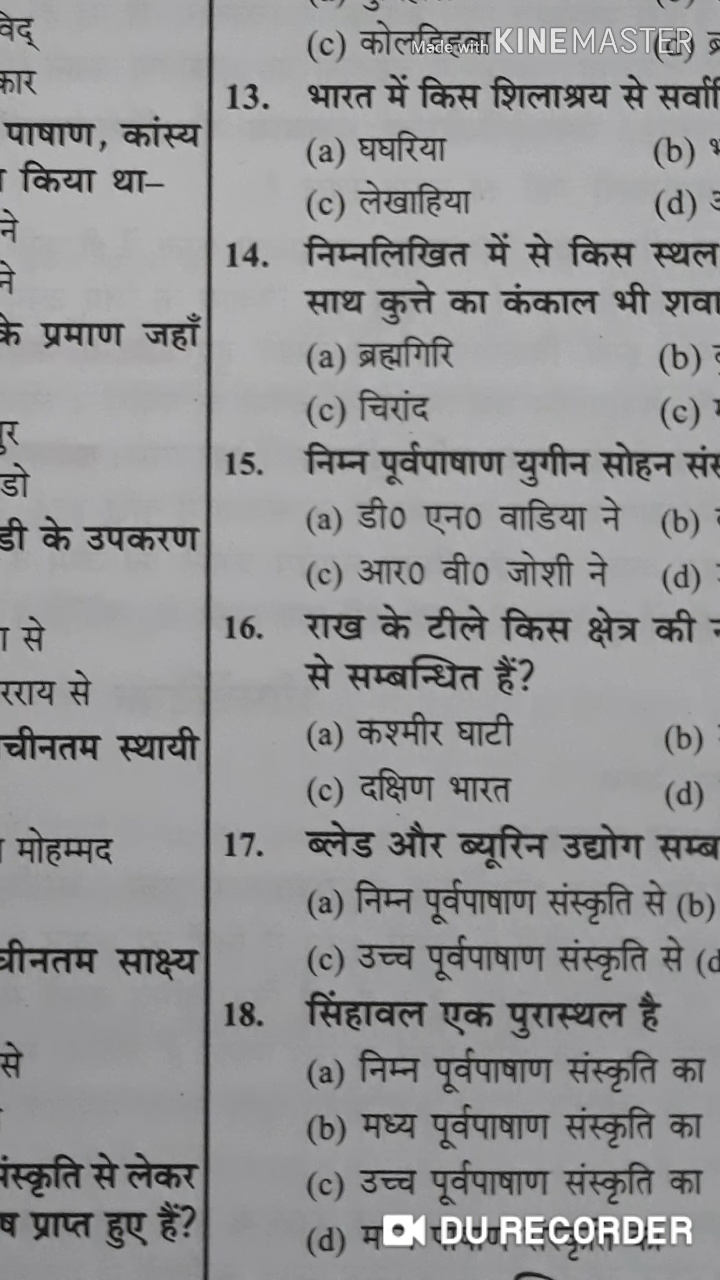 विद्
कार
पाषाण, कांस्य
किया था–
ने
ने
के प्रमाण जहाँ
पुर
डो
डी के उपकरण
से
रराय से
चीनतम स्थायी
मोहम्मद
चीनतम साक्ष्य
से
संस्कृति से लेकर
ष प्राप्त हुए हैं?
(c) कोलडिहवा (d) ब्र
Made with KINEMASTER
13. भारत में किस शिलाश्रय से सर्वा
(a) घघरिया (b)
(c) लेखाहिया (d)
14. निम्नलिखित में से किस स्थल
साथ कुत्ते का कंकाल भी शवा
(a) ब्रह्मगिरि (b)
(c) चिरांद (c)
15. निम्न पूर्वपाषाण युगीन सोहन संस
(a) डी0 एन0 वाडिया ने (b)
(c) आर0 वी0 जोशी ने (d)
16. राख के टीले किस क्षेत्र की
से सम्बन्धित हैं?
(a) कश्मीर घाटी (b)
(c) दक्षिण भारत (d)
17. ब्लेड और ब्यूरिन उद्योग सम्ब
(a) निम्न पूर्वपाषाण संस्कृति से (b)
(c) उच्च पूर्वपाषाण संस्कृति से (d
18. सिंहावल एक पुरास्थल है
(a) निम्न पूर्वपाषाण संस्कृति का
(b) मध्य पूर्वपाषाण संस्कृति का
(c) उच्च पूर्वपाषाण संस्कृति का
(d) पाषाण संस्कृति का
DU RECORDER